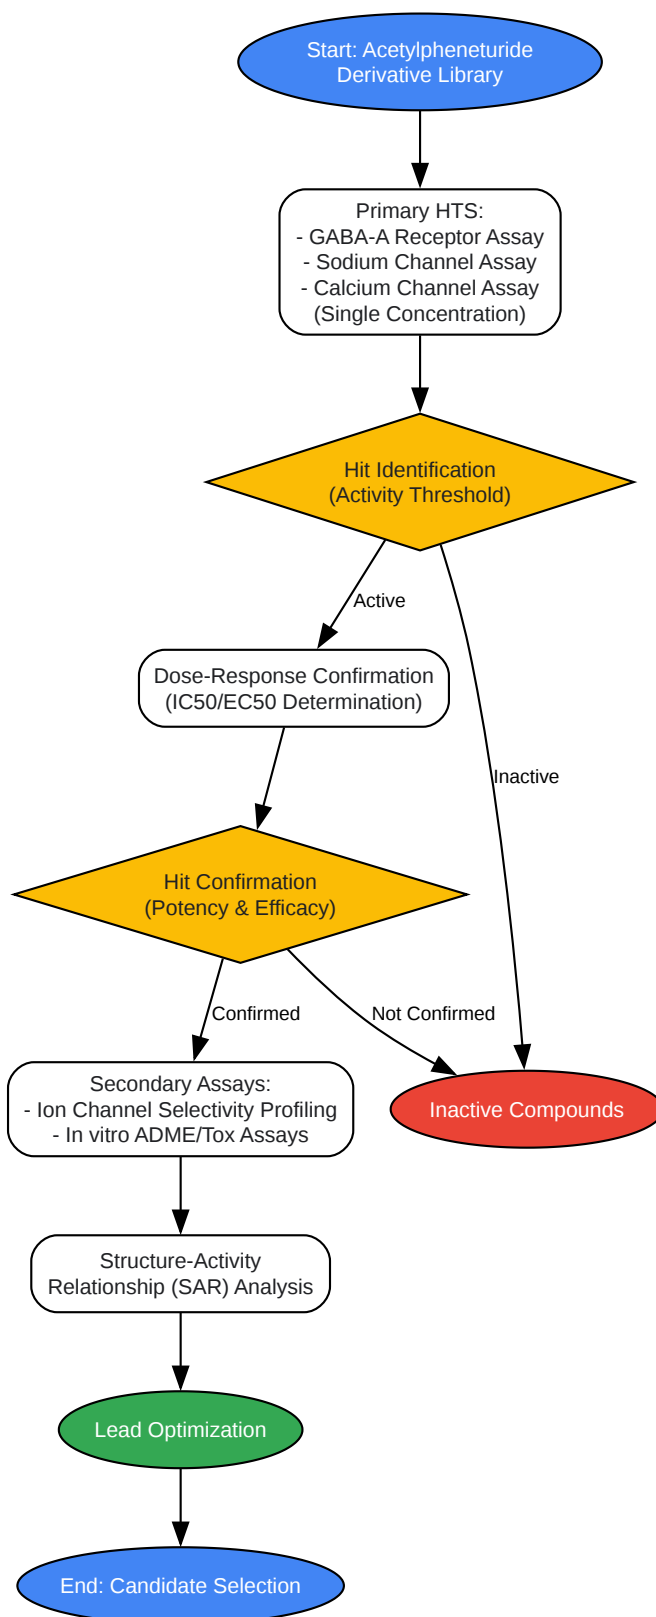 Start: Acetylpheneturide
Derivative Library
Primary HTS:
- GABA-A Receptor Assay
- Sodium Channel Assay
- Calcium Channel Assay
(Single Concentration)
Hit Identification
(Activity Threshold)
Active
Dose-Response Confirmation
(IC50/EC50 Determination)
Inactive
Hit Confirmation
(Potency & Efficacy)
Confirmed
Not Confirmed
Secondary Assays:
- Ion Channel Selectivity Profiling
- In vitro ADME/Tox Assays
Inactive Compounds
Structure-Activity
Relationship (SAR) Analysis
Lead Optimization
End: Candidate Selection